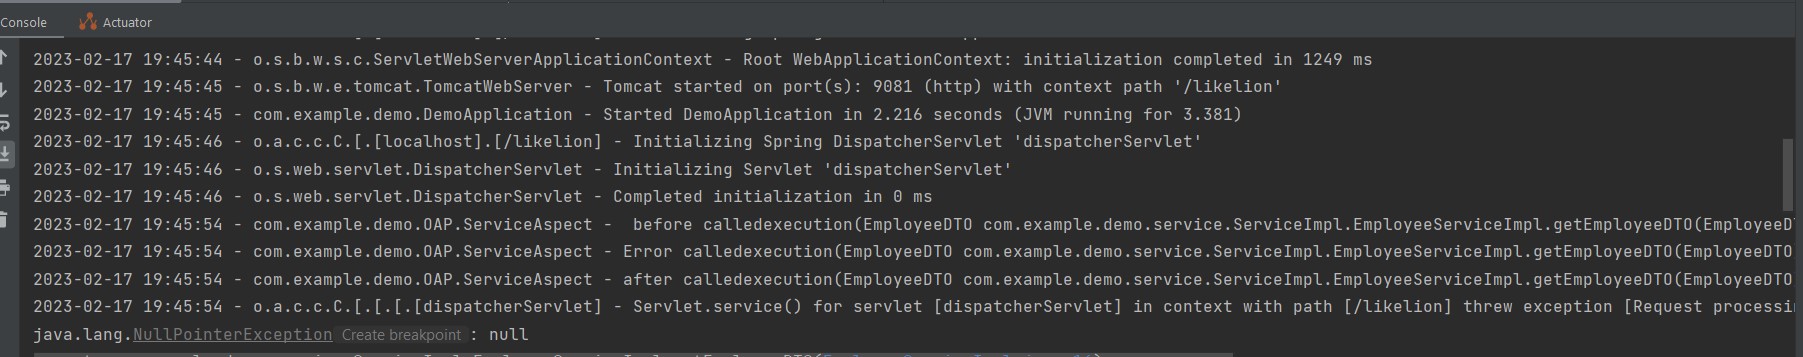 Console
Actuator
2023-02-17 19:45:44 - o.s.b.w.s.c.ServletWebServerApplicationContext - Root WebApplicationContext: initialization completed in 1249 ms
2023-02-17 19:45:45 - o.s.b.w.e.tomcat.TomcatWebServer - Tomcat started on port(s): 9081 (http) with context path '/likelion'
2023-02-17 19:45:45 - com.example.demo.DemoApplication - Started DemoApplication in 2.216 seconds (JVM running for 3.381)
2023-02-17 19:45:46 - o.a.c.c.C.[.[localhost].[/likelion] - Initializing Spring DispatcherServlet 'dispatcherServlet'
2023-02-17 19:45:46 - o.s.web.servlet.DispatcherServlet - Initializing Servlet 'dispatcherServlet'
2023-02-17 19:45:46 - o.s.web.servlet.DispatcherServlet - Completed initialization in 0 ms
2023-02-17 19:45:54 - com.example.demo.OAP.ServiceAspect -  before calledexecution(EmployeeDTO com.example.demo.service.ServiceImpl.EmployeeServiceImpl.getEmployeeDTO(EmployeeD
2023-02-17 19:45:54 - com.example.demo.OAP.ServiceAspect - Error calledexecution(EmployeeDTO com.example.demo.service.ServiceImpl.EmployeeServiceImpl.getEmployeeDTO(EmployeeDTO
2023-02-17 19:45:54 - com.example.demo.OAP.ServiceAspect - after calledexecution(EmployeeDTO com.example.demo.service.ServiceImpl.EmployeeServiceImpl.getEmployeeDTO(EmployeeDTO
2023-02-17 19:45:54 - o.a.c.c.C.[.[.[.[dispatcherServlet] - Servlet.service() for servlet [dispatcherServlet] in context with path [/likelion] threw exception [Request processi
java.lang.NullPointerException Create breakpoint : null